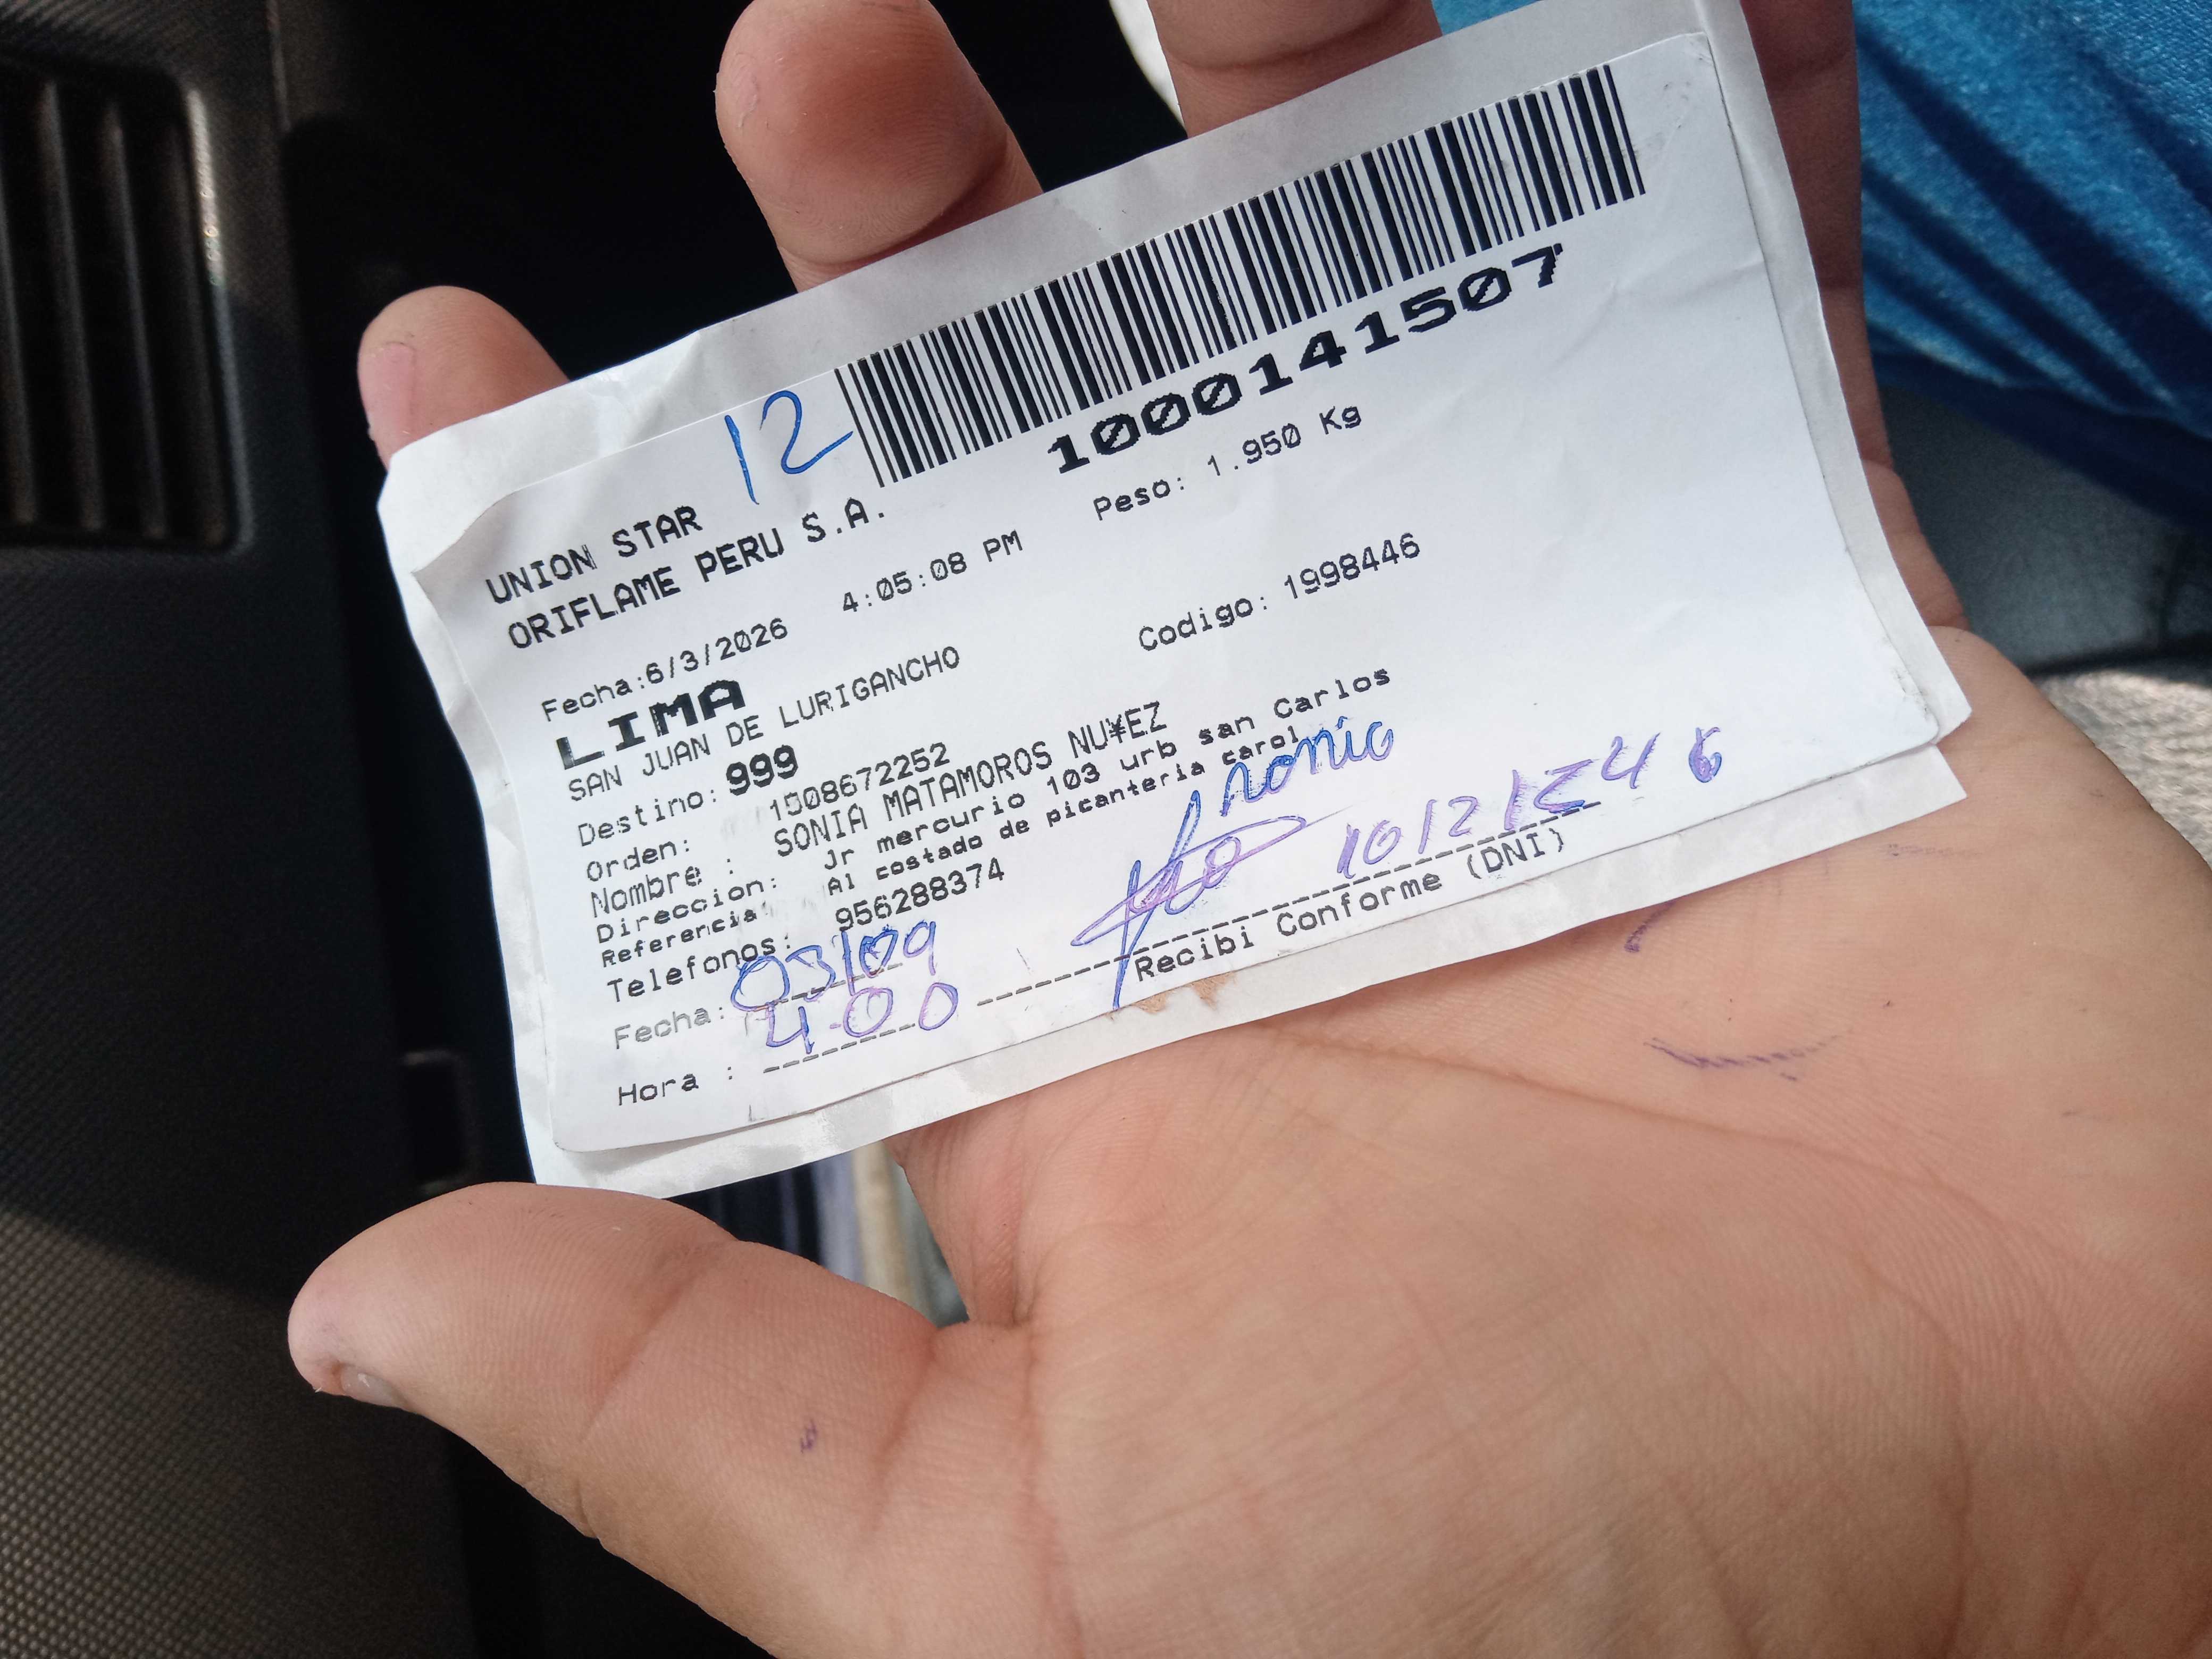 12
1000141507
UNION STAR
ORIFLAME PERU S.A.
Peso: 1.950 Kg
Fecha:6/3/2026 4:05:08 PM
LIMA
SAN JUAN DE LURIGANCHO
Codigo: 1998446
Destino: 999
Orden: 1508672252
Nombre : SONIA MATAMOROS NU¥EZ
Direccion: Jr mercurio 103 urb san Carlos
Referencia: Al costado de picanteria carol
Telefonos: 956288374
Fecha: 03/09
Hora : 4:00
Recibi Conforme (DNI)